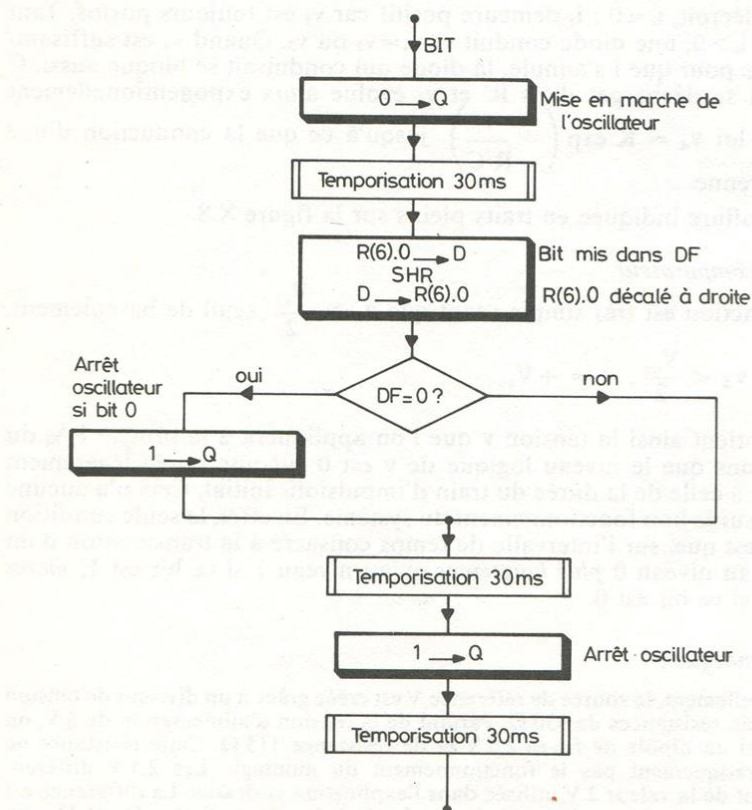 BIT
0 → Q
Mise en marche de
l'oscillateur
Temporisation 30ms
R(6).0 → D
SHR
D → R(6).0
Bit mis dans DF
R(6).0 décalé à droite
Arrêt
oscillateur
si bit 0
oui
DF=0?
non
1 → Q
Temporisation 30ms
1 → Q
Arrêt oscillateur
Temporisation 30ms